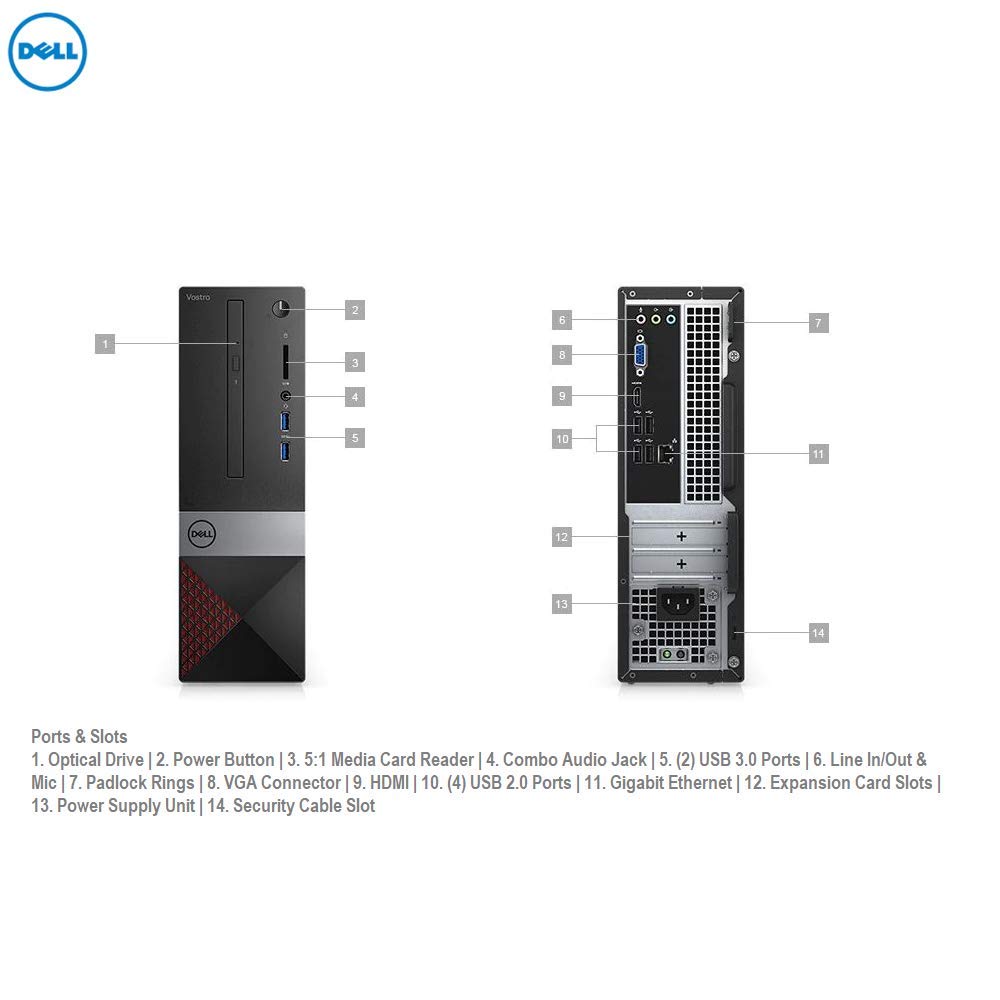 DELL
Vostro
2
1
3
4
5
DELL
6
7
8
HDMI
9
10
11
12
13
14
Ports & Slots
1. Optical Drive | 2. Power Button | 3. 5:1 Media Card Reader | 4. Combo Audio Jack | 5. (2) USB 3.0 Ports | 6. Line In/Out &
Mic | 7. Padlock Rings | 8. VGA Connector | 9. HDMI | 10. (4) USB 2.0 Ports | 11. Gigabit Ethernet | 12. Expansion Card Slots |
13. Power Supply Unit | 14. Security Cable Slot